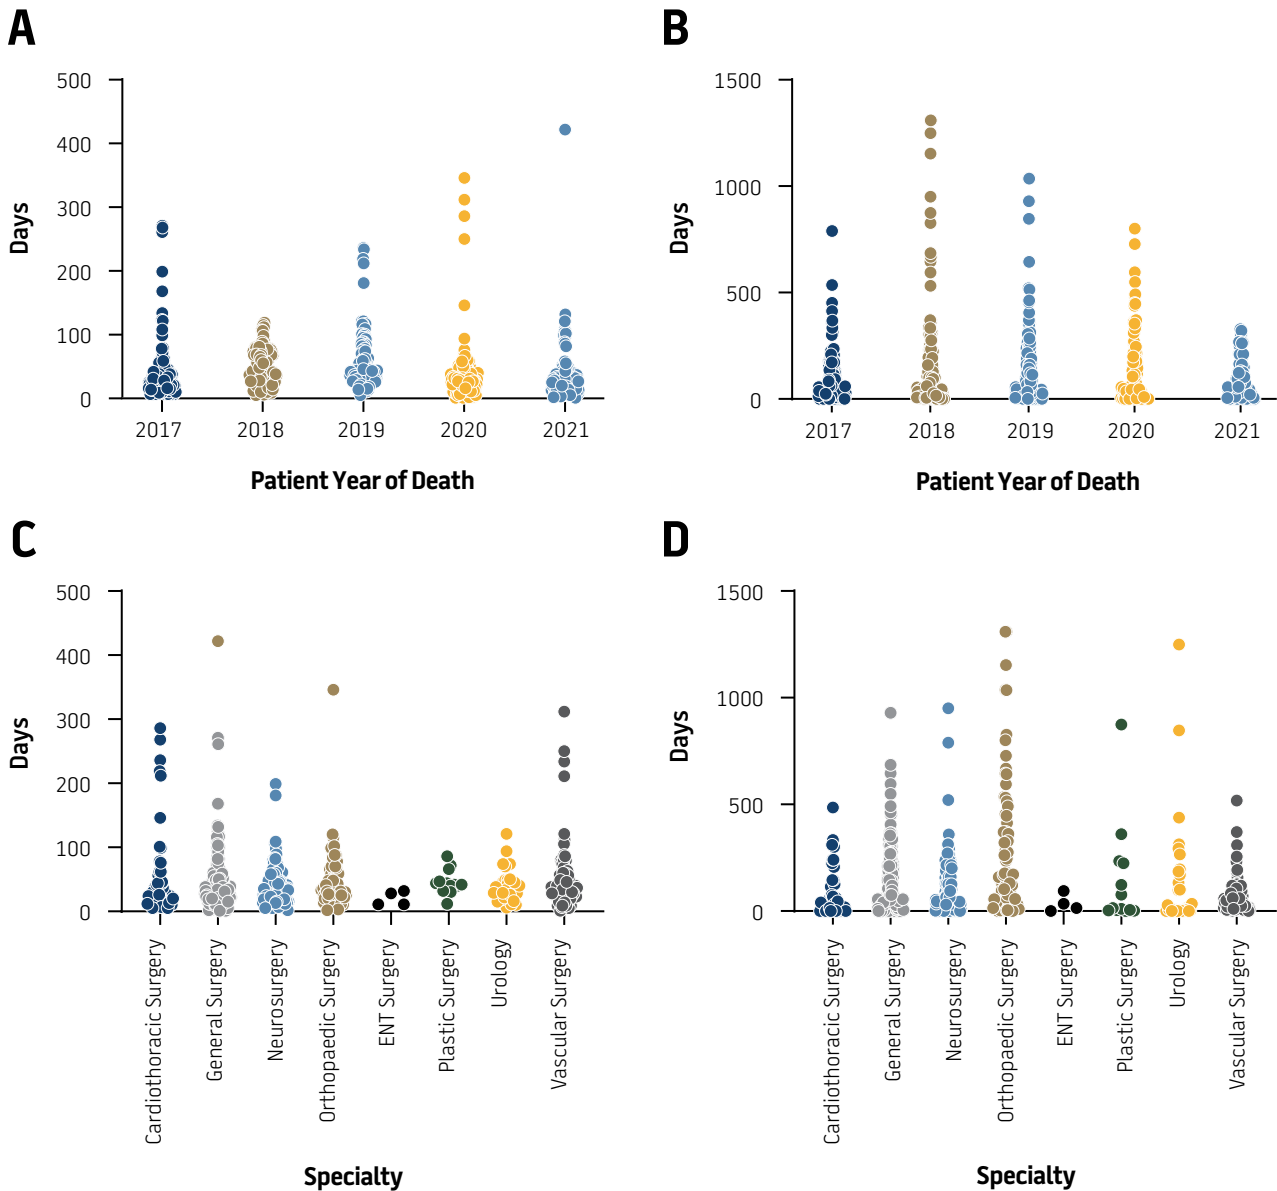 A
500
400
300
200
100
0
Days
2017 2018 2019 2020 2021
Patient Year of Death
B
1500
1000
500
0
Days
2017 2018 2019 2020 2021
Patient Year of Death
C
500
400
300
200
100
0
Days
Cardiothoracic Surgery
General Surgery
Neurosurgery
Orthopaedic Surgery
ENT Surgery
Plastic Surgery
Urology
Vascular Surgery
Specialty
D
1500
1000
500
0
Days
Cardiothoracic Surgery
General Surgery
Neurosurgery
Orthopaedic Surgery
ENT Surgery
Plastic Surgery
Urology
Vascular Surgery
Specialty